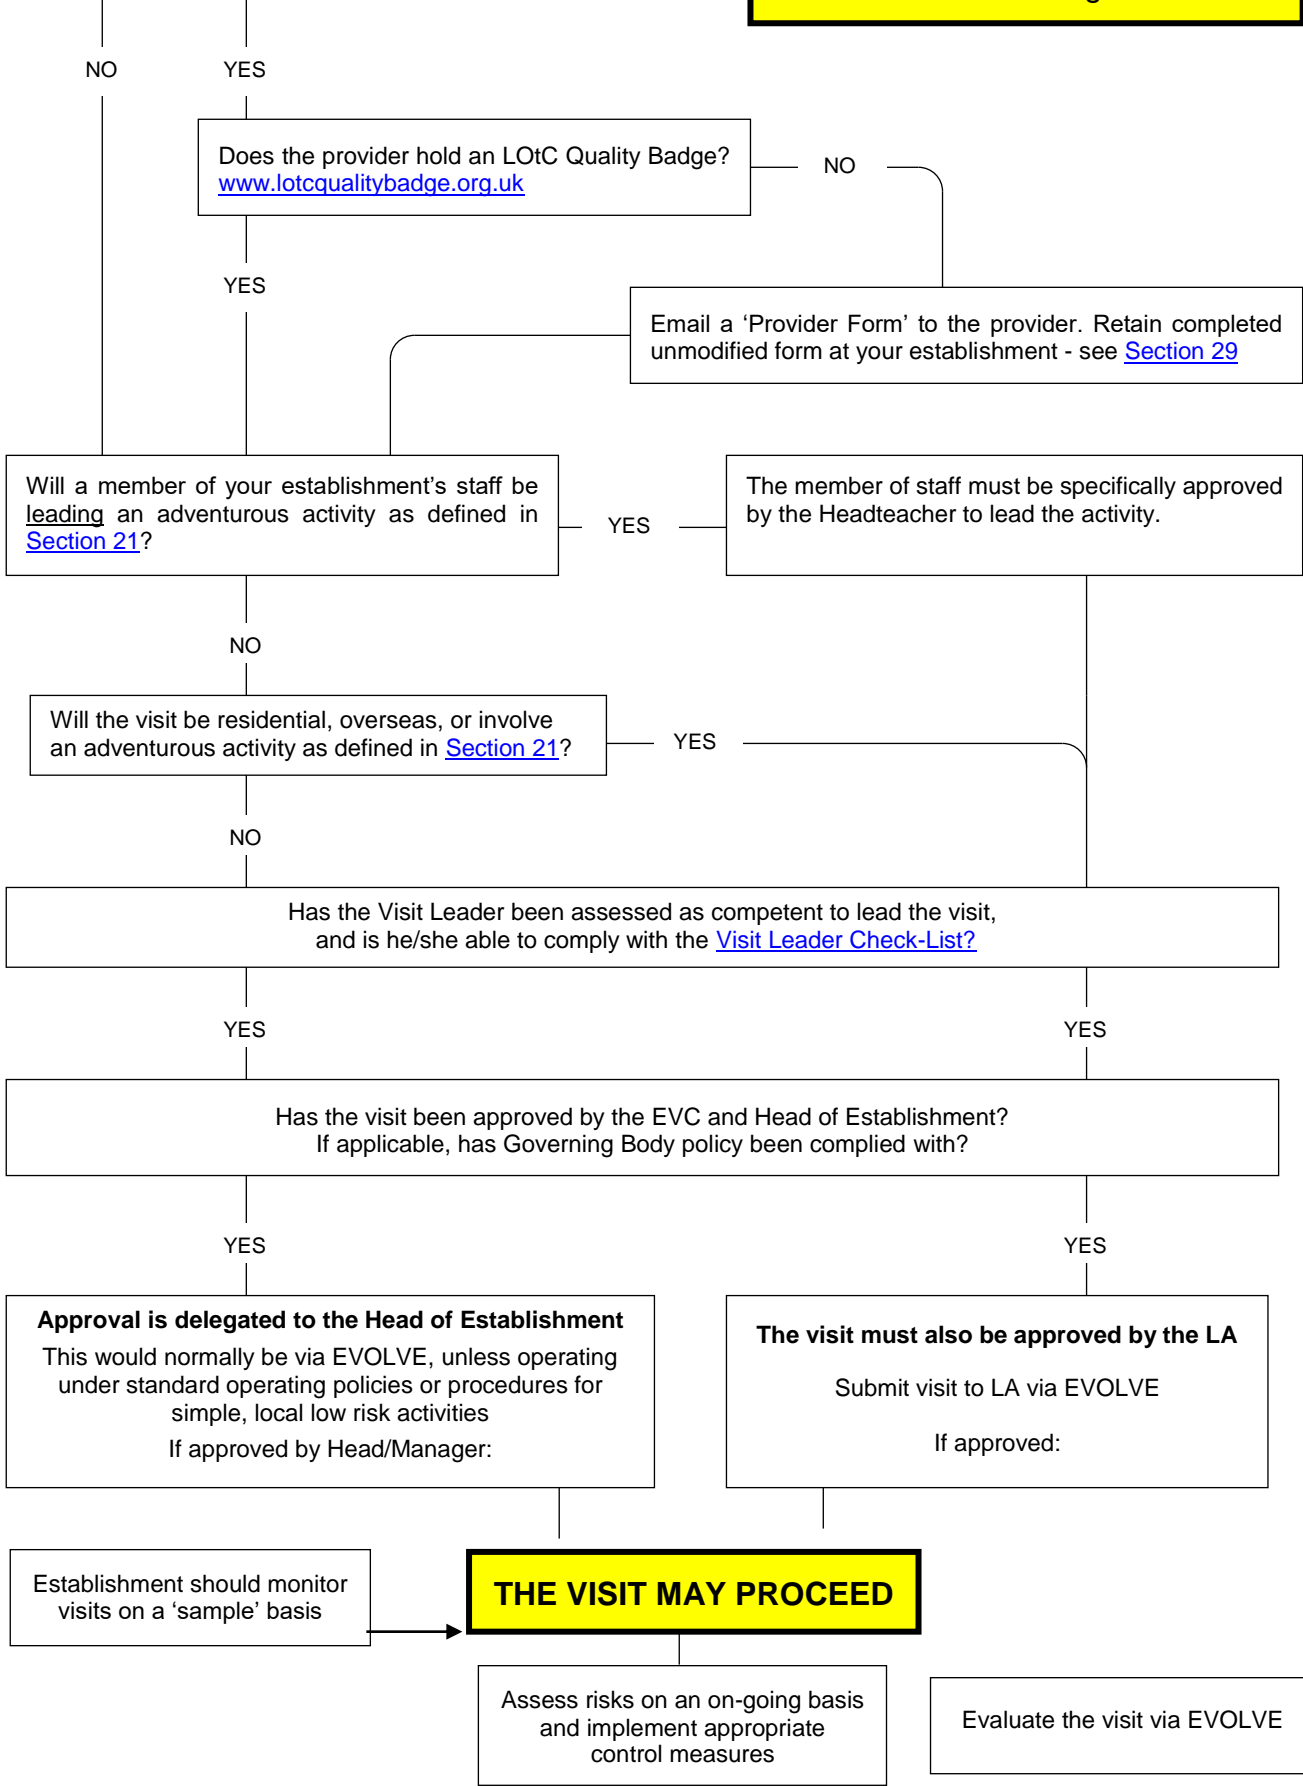 NO
YES
Does the provider hold an LOtC Quality Badge?
www.lotcqualitybadge.org.uk
NO
YES
Email a ‘Provider Form’ to the provider. Retain completed
unmodified form at your establishment - see Section 29
Will a member of your establishment’s staff be
leading an adventurous activity as defined in
Section 21?
YES
The member of staff must be specifically approved
by the Headteacher to lead the activity.
NO
Will the visit be residential, overseas, or involve
an adventurous activity as defined in Section 21?
YES
NO
Has the Visit Leader been assessed as competent to lead the visit,
and is he/she able to comply with the Visit Leader Check-List?
YES
YES
Has the visit been approved by the EVC and Head of Establishment?
If applicable, has Governing Body policy been complied with?
YES
YES
Approval is delegated to the Head of Establishment
This would normally be via EVOLVE, unless operating
under standard operating policies or procedures for
simple, local low risk activities
If approved by Head/Manager:
The visit must also be approved by the LA
Submit visit to LA via EVOLVE
If approved:
Establishment should monitor
visits on a ‘sample’ basis
THE VISIT MAY PROCEED
Assess risks on an on-going basis
and implement appropriate
control measures
Evaluate the visit via EVOLVE